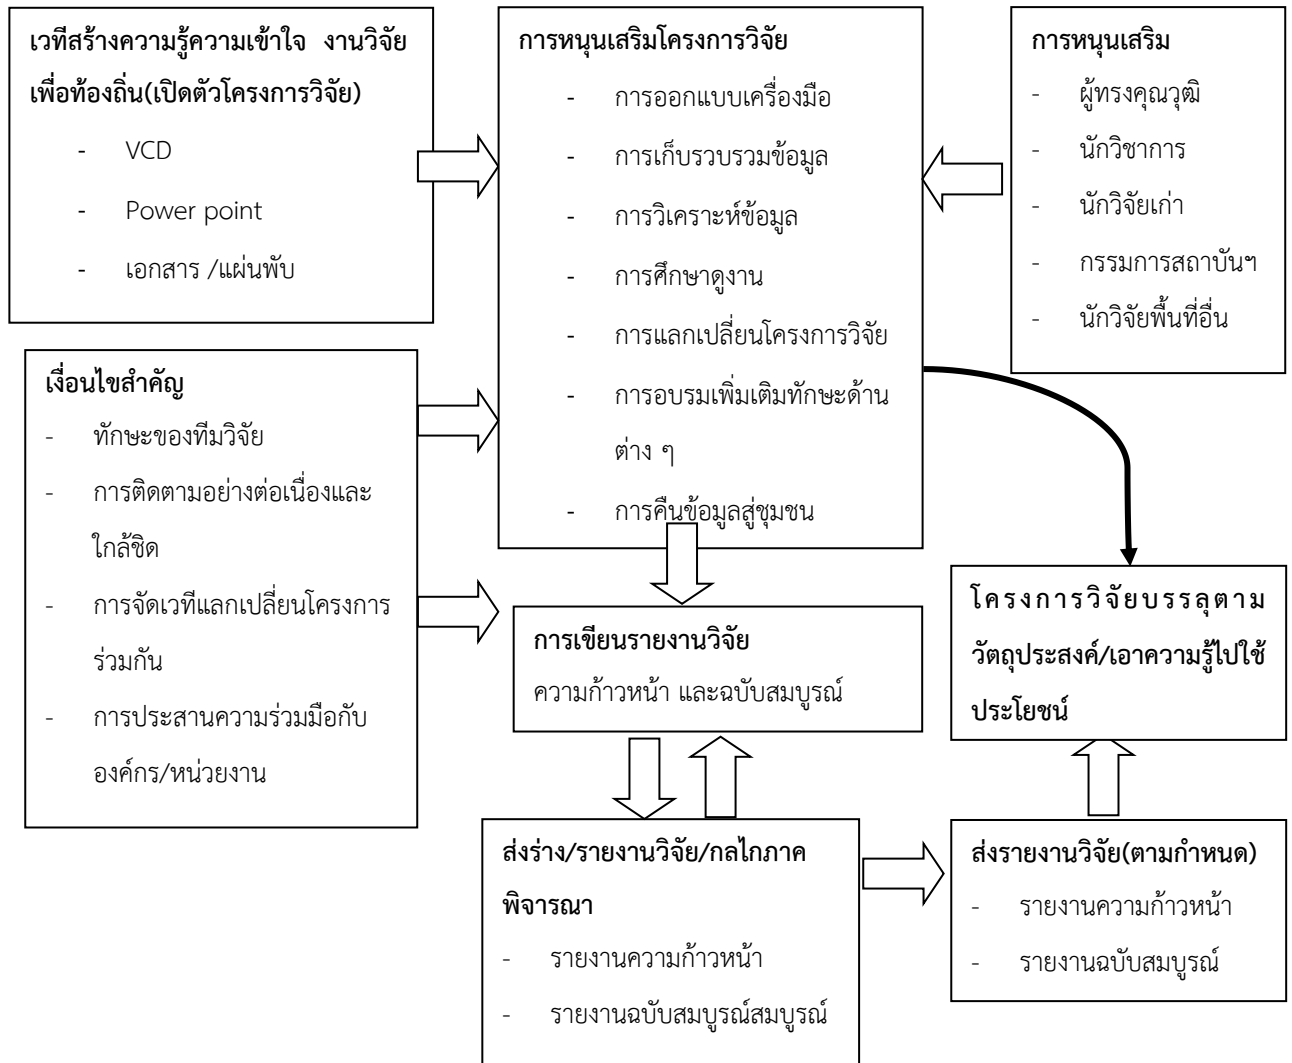 เวทีสร้างความรู้ความเข้าใจ งานวิจัย
เพื่อท้องถิ่น(เปิดตัวโครงการวิจัย)
- VCD
- Power point
- เอกสาร /แผ่นพับ
การหนุนเสริมโครงการวิจัย
- การออกแบบเครื่องมือ
- การเก็บรวบรวมข้อมูล
- การวิเคราะห์ข้อมูล
- การศึกษาดูงาน
- การแลกเปลี่ยนโครงการวิจัย
- การอบรมเพิ่มเติมทักษะด้าน
ต่าง ๆ
- การคืนข้อมูลสู่ชุมชน
การหนุนเสริม
- ผู้ทรงคุณวุฒิ
- นักวิชาการ
- นักวิจัยเก่า
- กรรมการสถาบันฯ
- นักวิจัยพื้นที่อื่น
เงื่อนไขสำคัญ
- ทักษะของทีมวิจัย
- การติดตามอย่างต่อเนื่องและ
ใกล้ชิด
- การจัดเวทีแลกเปลี่ยนโครงการ
ร่วมกัน
- การประสานความร่วมมือกับ
องค์กร/หน่วยงาน
การเขียนรายงานวิจัย
ความก้าวหน้า และฉบับสมบูรณ์
โครงการวิจัยบรรลุตาม
วัตถุประสงค์/เอาความรู้ไปใช้
ประโยชน์
ส่งร่าง/รายงานวิจัย/กลไกภาค
พิจารณา
- รายงานความก้าวหน้า
- รายงานฉบับสมบูรณ์สมบูรณ์
ส่งรายงานวิจัย(ตามกำหนด)
- รายงานความก้าวหน้า
- รายงานฉบับสมบูรณ์